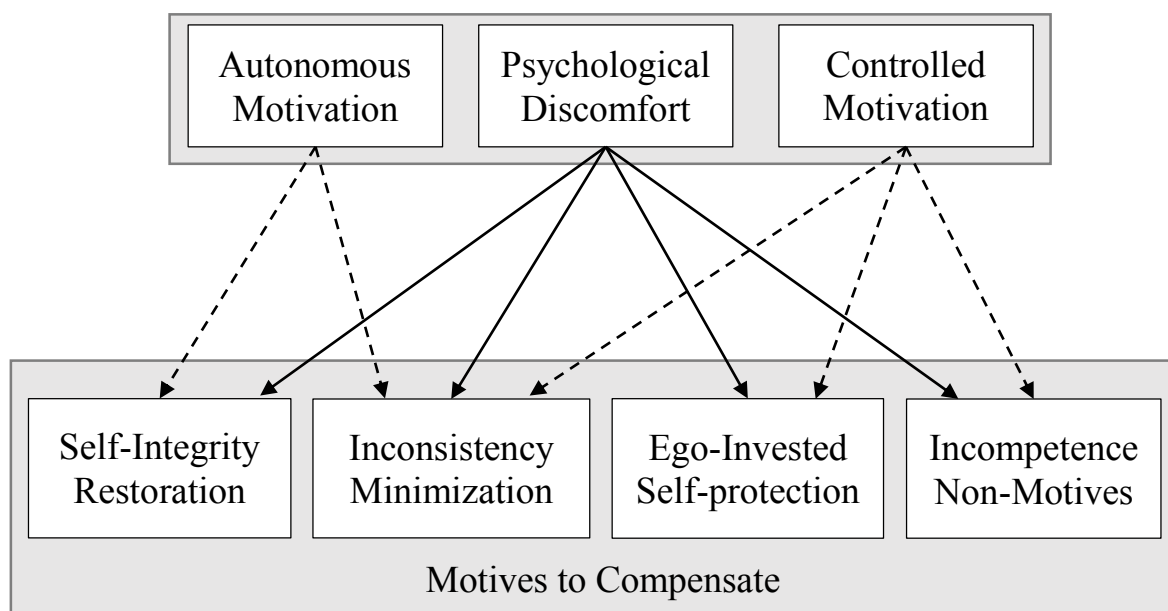 Autonomous
Motivation
Psychological
Discomfort
Controlled
Motivation
Self-Integrity
Restoration
Inconsistency
Minimization
Ego-Invested
Self-protection
Incompetence
Non-Motives
Motives to Compensate